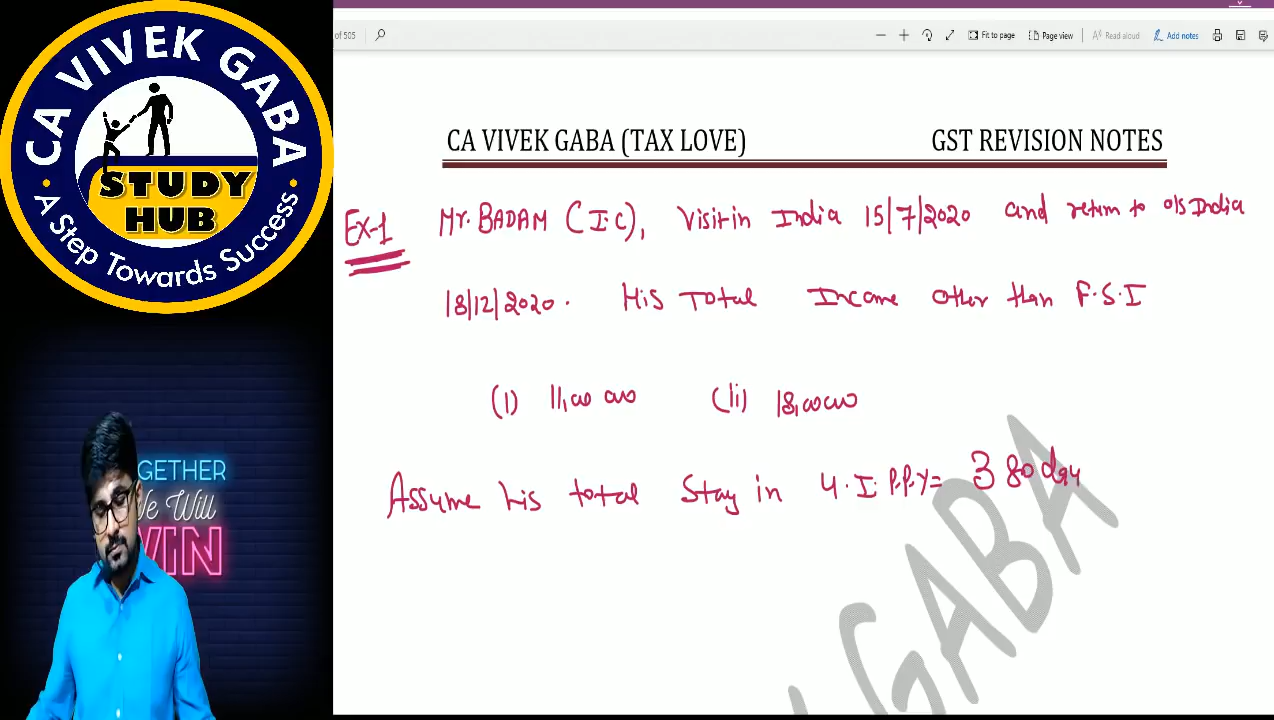 CA VIVEK GABA
STUDY
HUB
A Step Towards Success
of 505
Fit to page
Page view
Read aloud
Add notes
CA VIVEK GABA (TAX LOVE)
GST REVISION NOTES
Ex-1 Mr. BADAM (I.C), Visit in India 15/7/2020 and return to o/s India
18/12/2020. His Total Income other than F.S.I
(i) 11,00 000 (ii) 18,00000
Assume his total Stay in 4.I P.P.Y = 380 days
GETHER
We Will
WIN
GABA